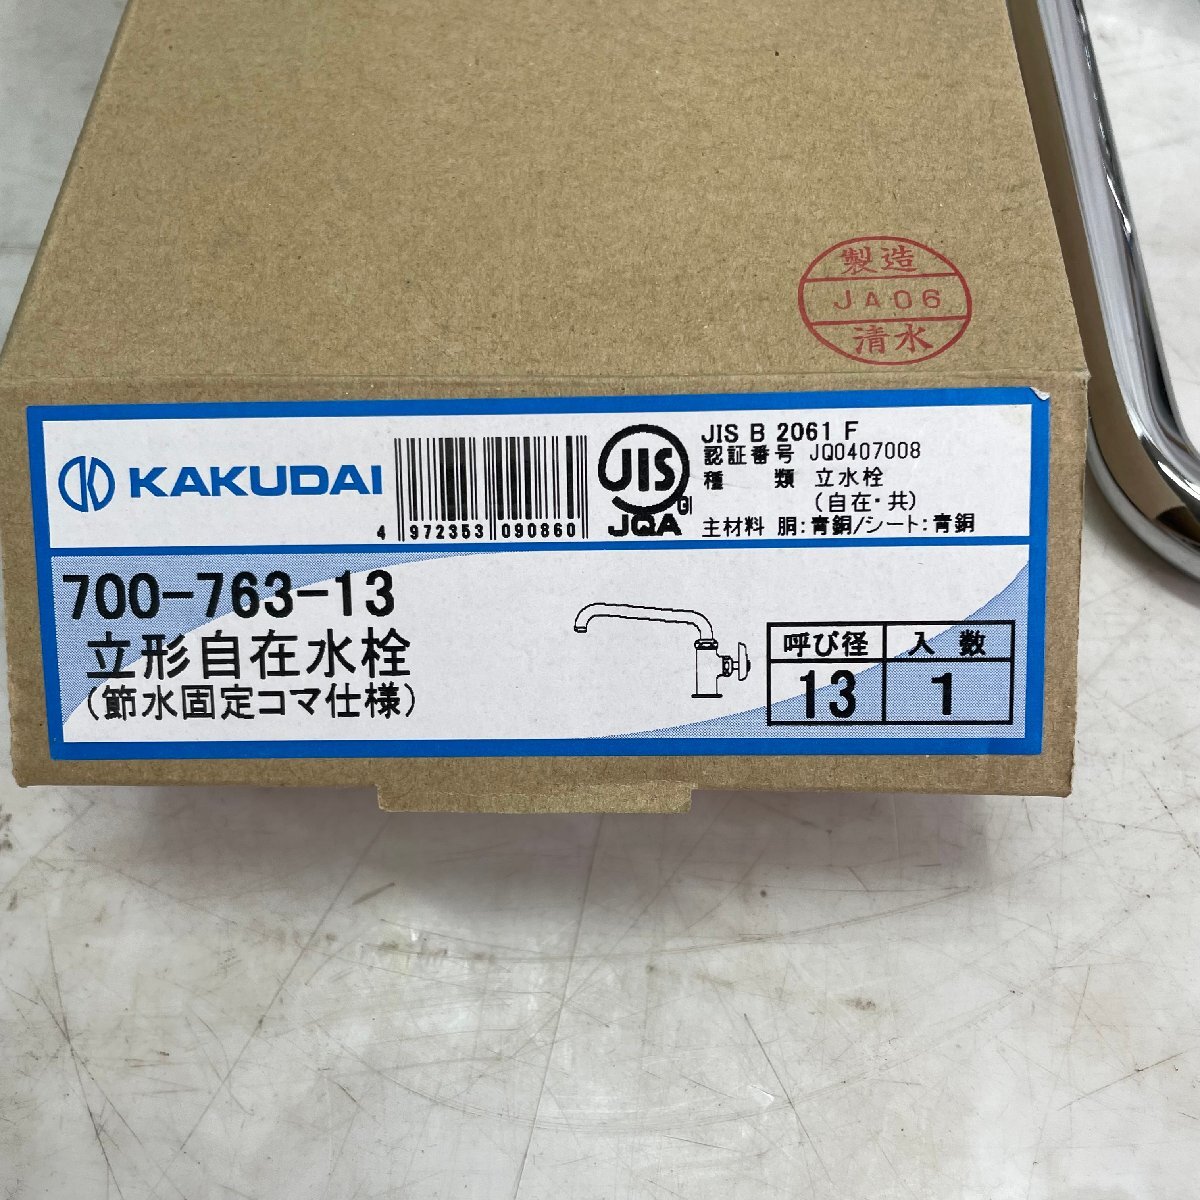 製造
JA06
清水
KAKUDAI
4 972353 090860
JIS
JQA
JIS B 2061 F
認証番号 JQ0407008
種 類 立水栓
(自在・共)
主材料 胴:青銅/シート:青銅
700-763-13
立形自在水栓
(節水固定コマ仕様)
呼び径 入数
13 1